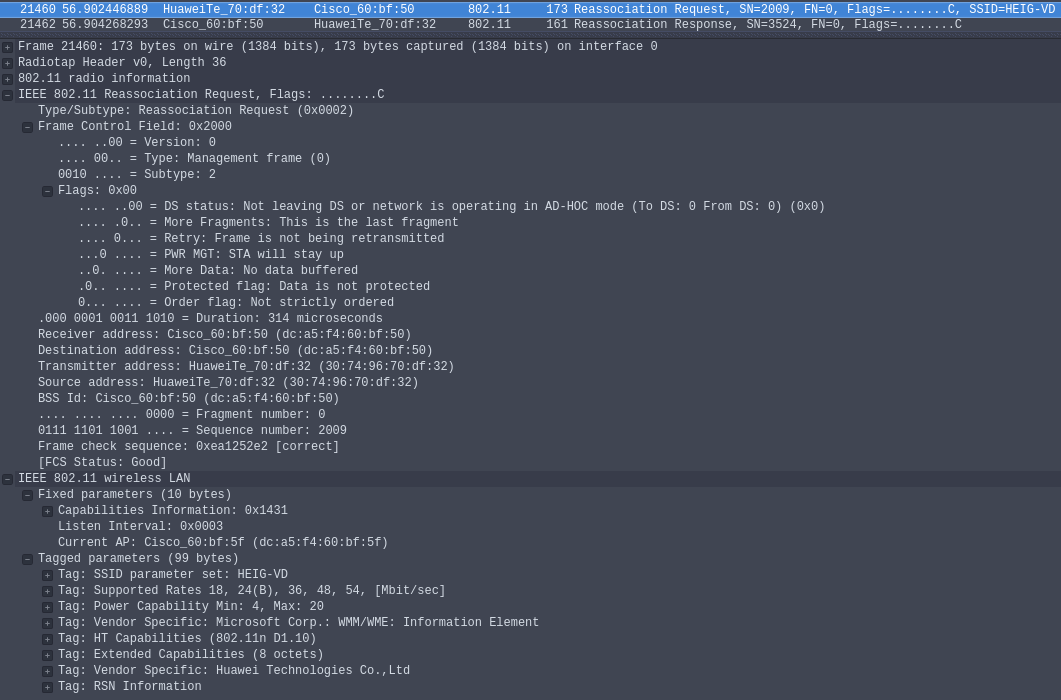 21460 56.902446889 HuaweiTe_70:df:32 Cisco_60:bf:50 802.11 173 Reassociation Request, SN=2009, FN=0, Flags=........C, SSID=HEIG-VD
21462 56.904268293 Cisco_60:bf:50 HuaweiTe_70:df:32 802.11 161 Reassociation Response, SN=3524, FN=0, Flags=........C
Frame 21460: 173 bytes on wire (1384 bits), 173 bytes captured (1384 bits) on interface 0
Radiotap Header v0, Length 36
802.11 radio information
IEEE 802.11 Reassociation Request, Flags: ........C
Type/Subtype: Reassociation Request (0x0002)
Frame Control Field: 0x2000
.... ..00 = Version: 0
.... 00.. = Type: Management frame (0)
0010 .... = Subtype: 2
Flags: 0x00
.... ..00 = DS status: Not leaving DS or network is operating in AD-HOC mode (To DS: 0 From DS: 0) (0x0)
.... .0.. = More Fragments: This is the last fragment
.... 0... = Retry: Frame is not being retransmitted
...0 .... = PWR MGT: STA will stay up
..0. .... = More Data: No data buffered
.0.. .... = Protected flag: Data is not protected
0... .... = Order flag: Not strictly ordered
.000 0001 0011 1010 = Duration: 314 microseconds
Receiver address: Cisco_60:bf:50 (dc:a5:f4:60:bf:50)
Destination address: Cisco_60:bf:50 (dc:a5:f4:60:bf:50)
Transmitter address: HuaweiTe_70:df:32 (30:74:96:70:df:32)
Source address: HuaweiTe_70:df:32 (30:74:96:70:df:32)
BSS Id: Cisco_60:bf:50 (dc:a5:f4:60:bf:50)
.... .... .... 0000 = Fragment number: 0
0111 1101 1001 .... = Sequence number: 2009
Frame check sequence: 0xea1252e2 [correct]
[FCS Status: Good]
IEEE 802.11 wireless LAN
Fixed parameters (10 bytes)
Capabilities Information: 0x1431
Listen Interval: 0x0003
Current AP: Cisco_60:bf:5f (dc:a5:f4:60:bf:5f)
Tagged parameters (99 bytes)
Tag: SSID parameter set: HEIG-VD
Tag: Supported Rates 18, 24(B), 36, 48, 54, [Mbit/sec]
Tag: Power Capability Min: 4, Max: 20
Tag: Vendor Specific: Microsoft Corp.: WMM/WME: Information Element
Tag: HT Capabilities (802.11n D1.10)
Tag: Extended Capabilities (8 octets)
Tag: Vendor Specific: Huawei Technologies Co.,Ltd
Tag: RSN Information